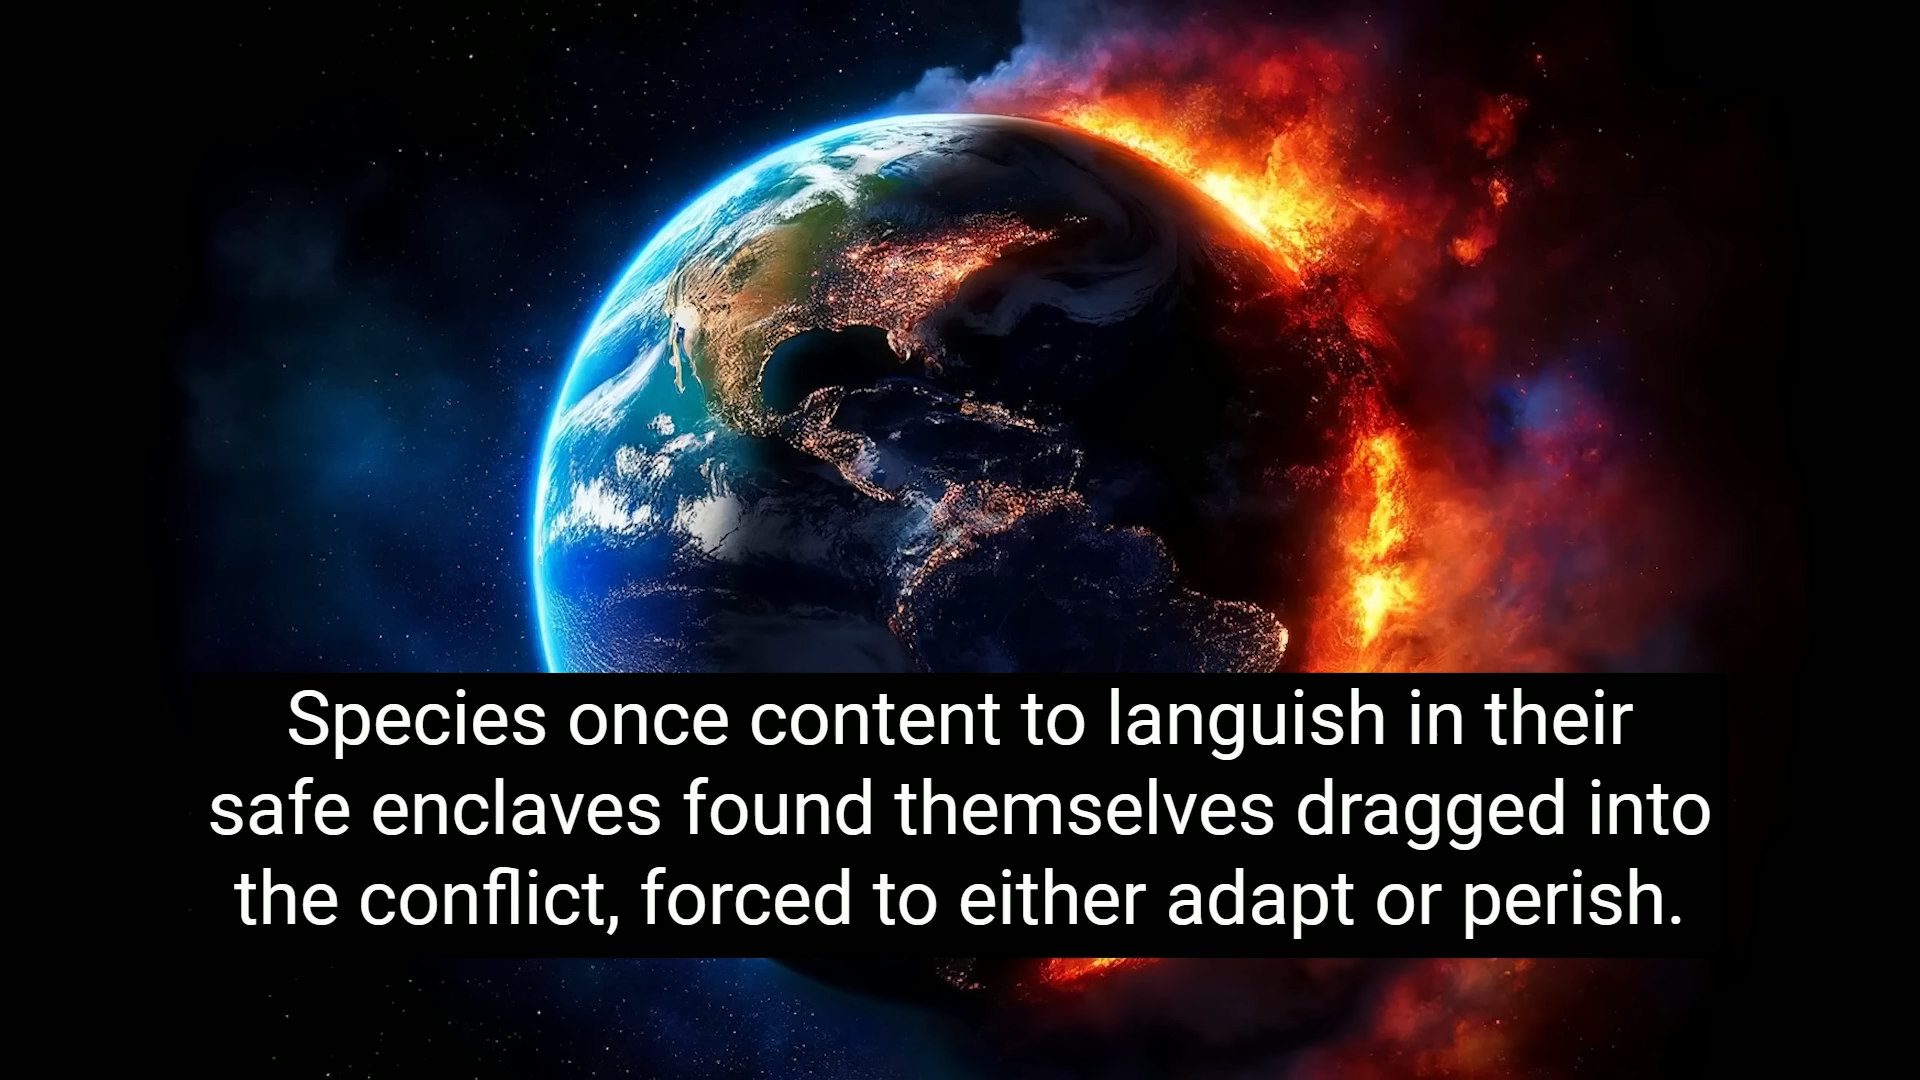 Species once content to languish in their
safe enclaves found themselves dragged into
the conflict, forced to either adapt or perish.